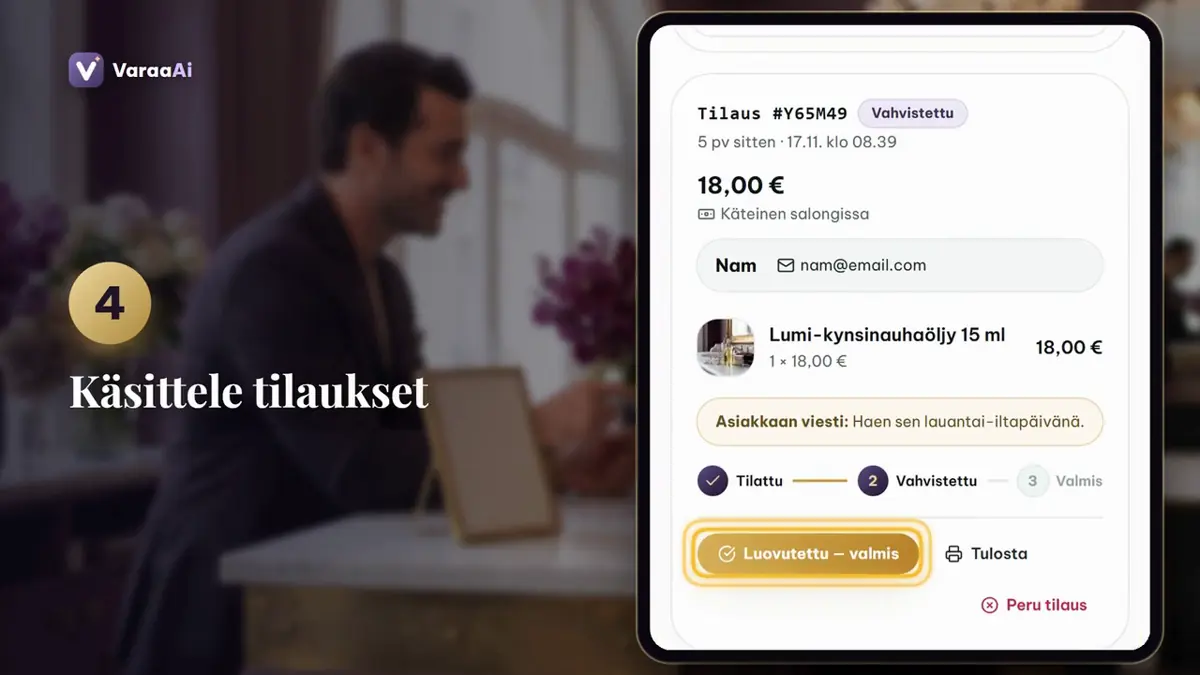 VaraaAi
4
Käsittele tilaukset
Tilaus #Y65M49 Vahvistettu
5 pv sitten · 17.11. klo 08.39
18,00 €
Käteinen salongissa
Nam nam@email.com
Lumi-kynsinauhaöljy 15 ml
1 × 18,00 €
18,00 €
Asiakkaan viesti: Haen sen lauantai-iltapäivänä.
Tilattu 2 Vahvistettu 3 Valmis
Luovutettu – valmis Tulosta
Peru tilaus